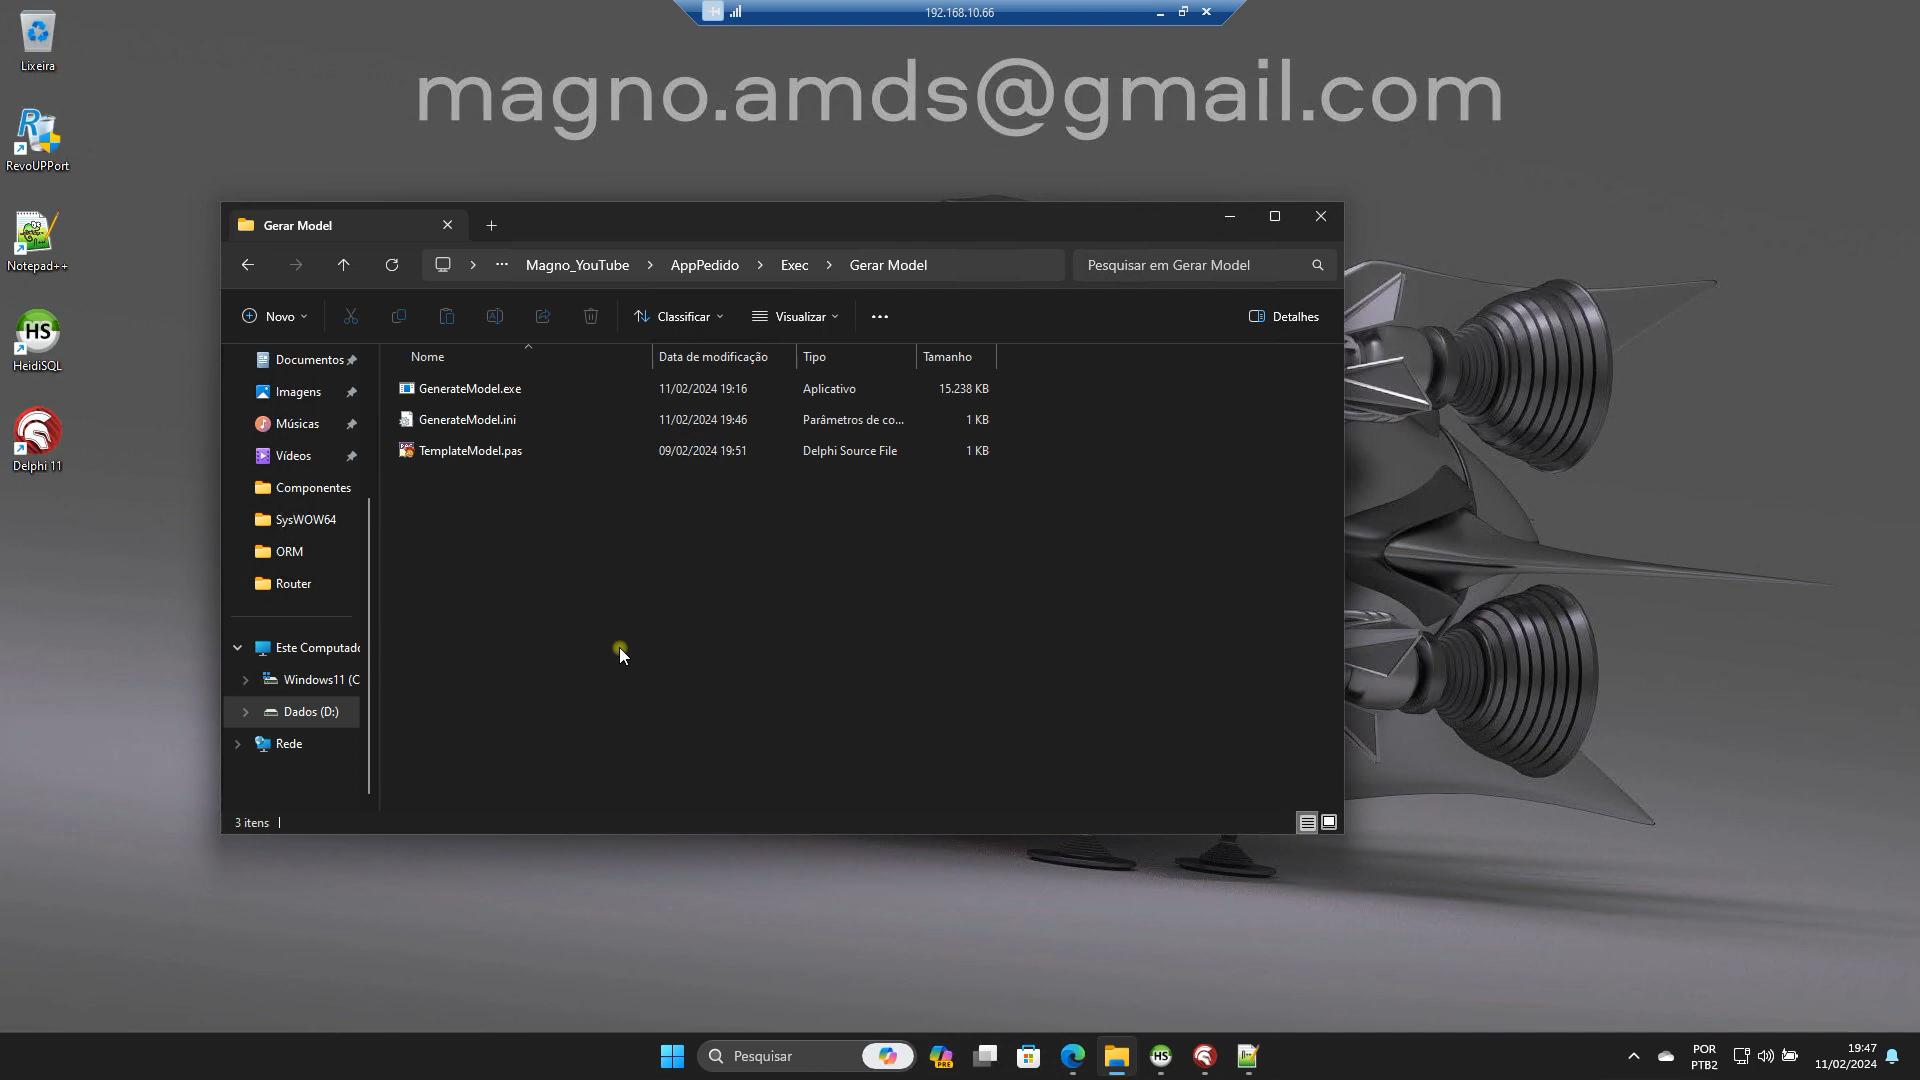 192.168.10.66
magno.amds@gmail.com
Lixeira
RevoUPPort
Notepad++
HS
HeidiSQL
Delphi 11
Gerar Model
Magno_YouTube > AppPedido > Exec > Gerar Model
Pesquisar em Gerar Model
Novo
Classificar
Visualizar
Detalhes
Documentos
Imagens
Músicas
Vídeos
Componentes
SysWOW64
ORM
Router
Este Computado
Windows11 (C
Dados (D:)
Rede
Nome Data de modificação Tipo Tamanho
GenerateModel.exe 11/02/2024 19:16 Aplicativo 15.238 KB
GenerateModel.ini 11/02/2024 19:46 Parâmetros de co... 1 KB
TemplateModel.pas 09/02/2024 19:51 Delphi Source File 1 KB
3 itens
Pesquisar
PRE
HS
POR
PTB2
19:47
11/02/2024